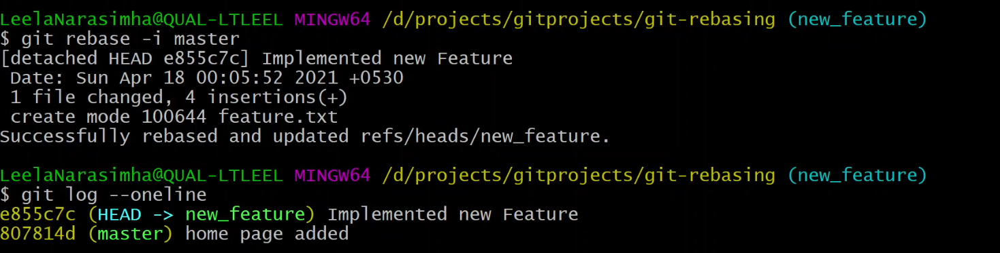 LeelaNarasimha@QUAL-LTLEEL MINGW64 /d/projects/gitprojects/git-rebasing (new_feature)
$ git rebase -i master
[detached HEAD e855c7c] Implemented new Feature
 Date: Sun Apr 18 00:05:52 2021 +0530
 1 file changed, 4 insertions(+)
 create mode 100644 feature.txt
Successfully rebased and updated refs/heads/new_feature.
LeelaNarasimha@QUAL-LTLEEL MINGW64 /d/projects/gitprojects/git-rebasing (new_feature)
$ git log --oneline
e855c7c (HEAD -> new_feature) Implemented new Feature
807814d (master) home page added